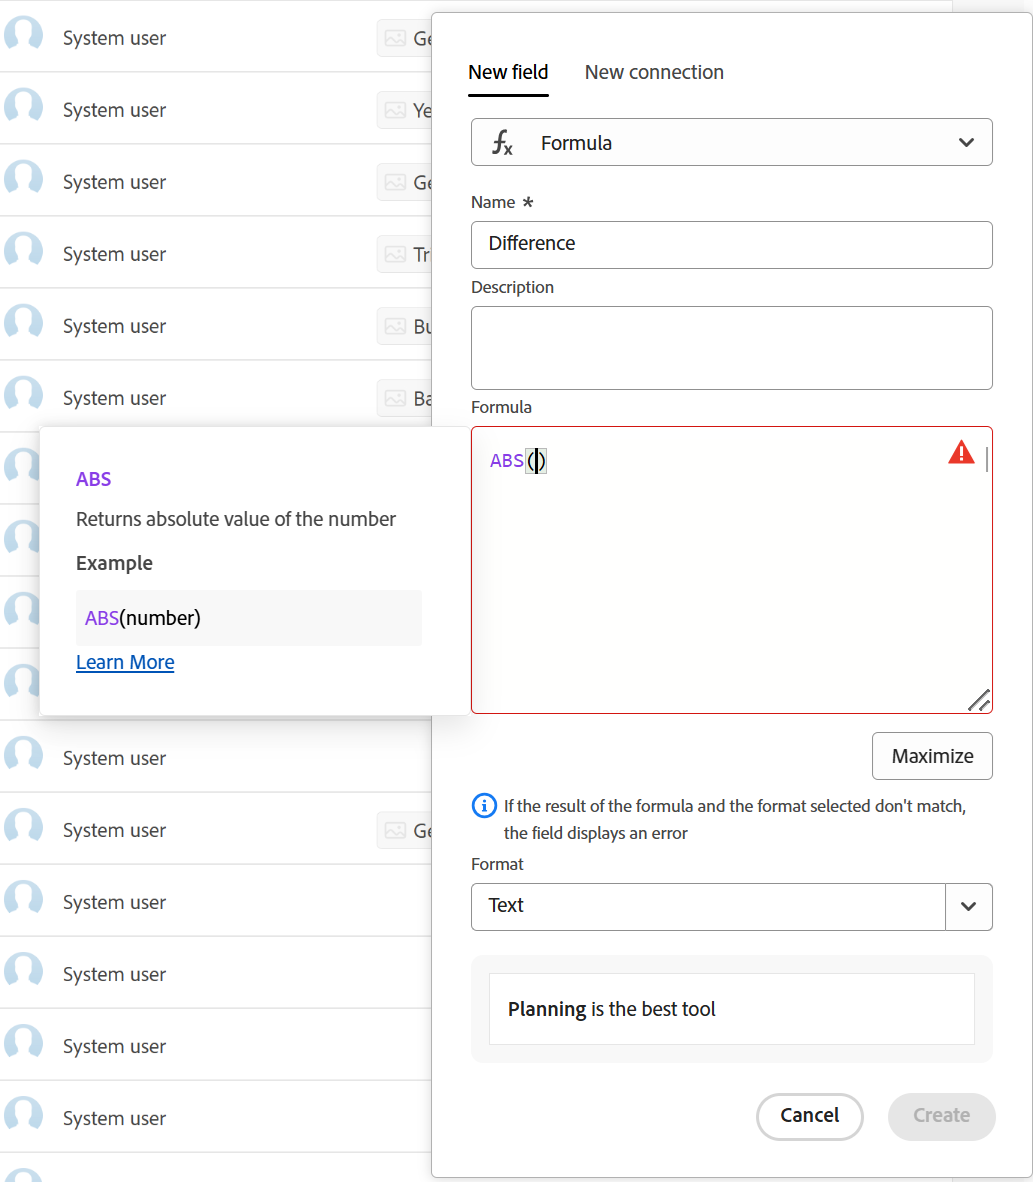 System user
Ge
System user
Ye
System user
Ge
System user
Tr
System user
Bu
System user
Ba
New field
New connection
fx
Formula
Name *
Difference
Description
Formula
ABS()
ABS
Returns absolute value of the number
Example
ABS(number)
Learn More
System user
System user
Ge
System user
System user
System user
System user
Maximize
If the result of the formula and the format selected don't match,
the field displays an error
Format
Text
Planning is the best tool
Cancel
Create